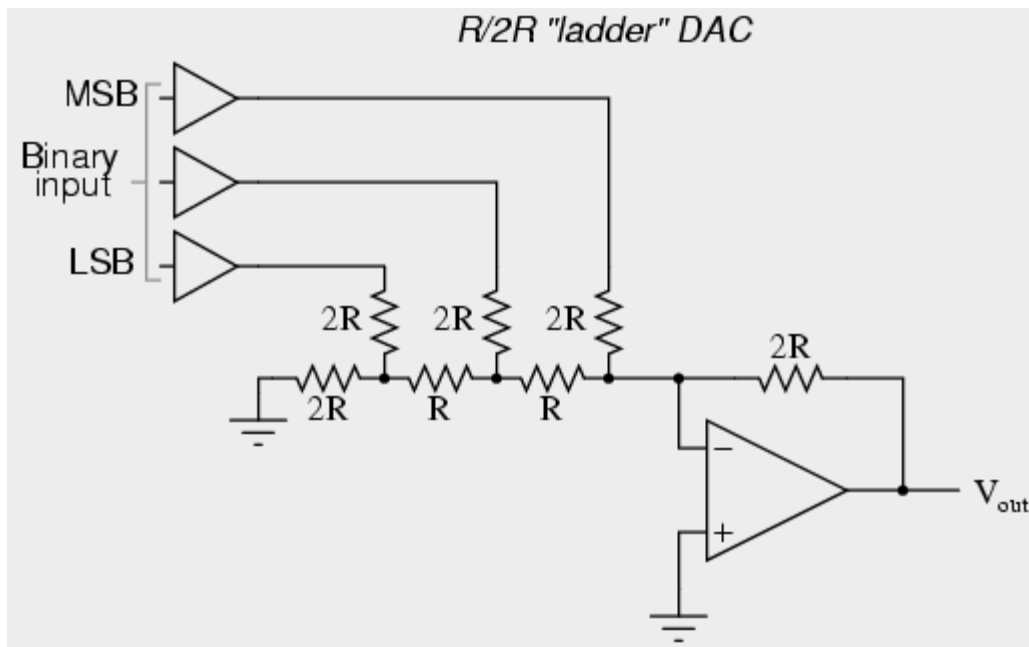 R/2R "ladder" DAC
MSB
Binary
input
LSB
2R
2R
2R
2R
2R
R
R
−
+
Vout